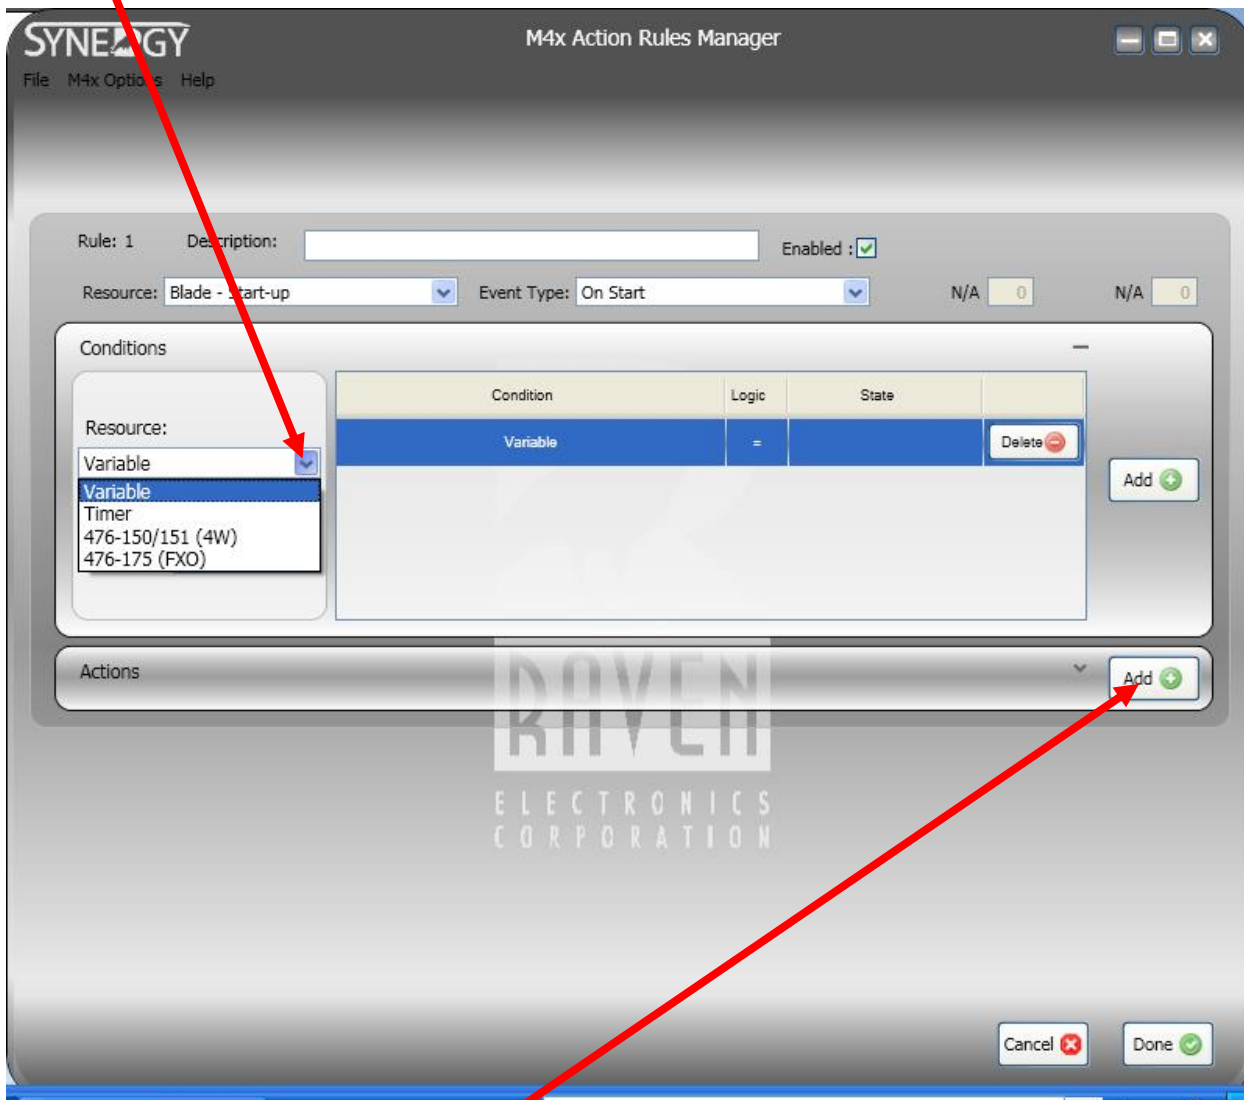 SYNERGY
M4x Action Rules Manager
File M4x Options Help
Rule: 1 Description: Enabled :
Resource: Blade - Start-up Event Type: On Start N/A 0 N/A 0
Conditions
Condition Logic State
Resource:
Variable = Delete
Variable
Add
Variable
Timer
476-150/151 (4W)
476-175 (FXO)
Actions
Add
RAVEN
ELECTRONICS
CORPORATION
Cancel Done